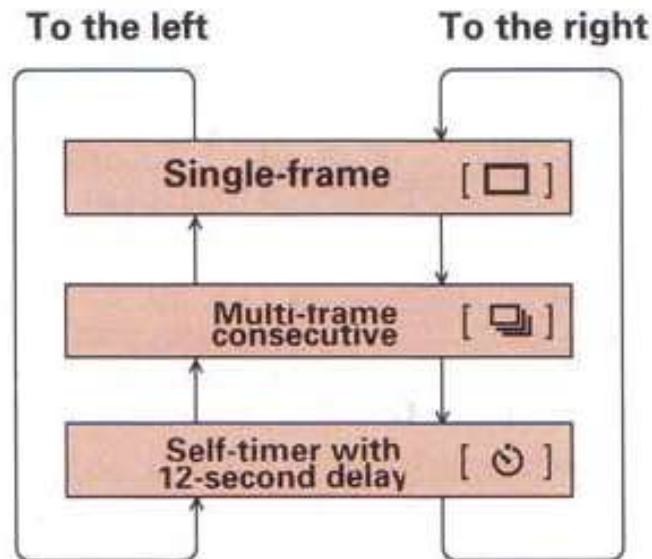 To the left
To the right
Single-frame [ ]
Multi-frame
consecutive [ ]
Self-timer with
12-second delay [ ]